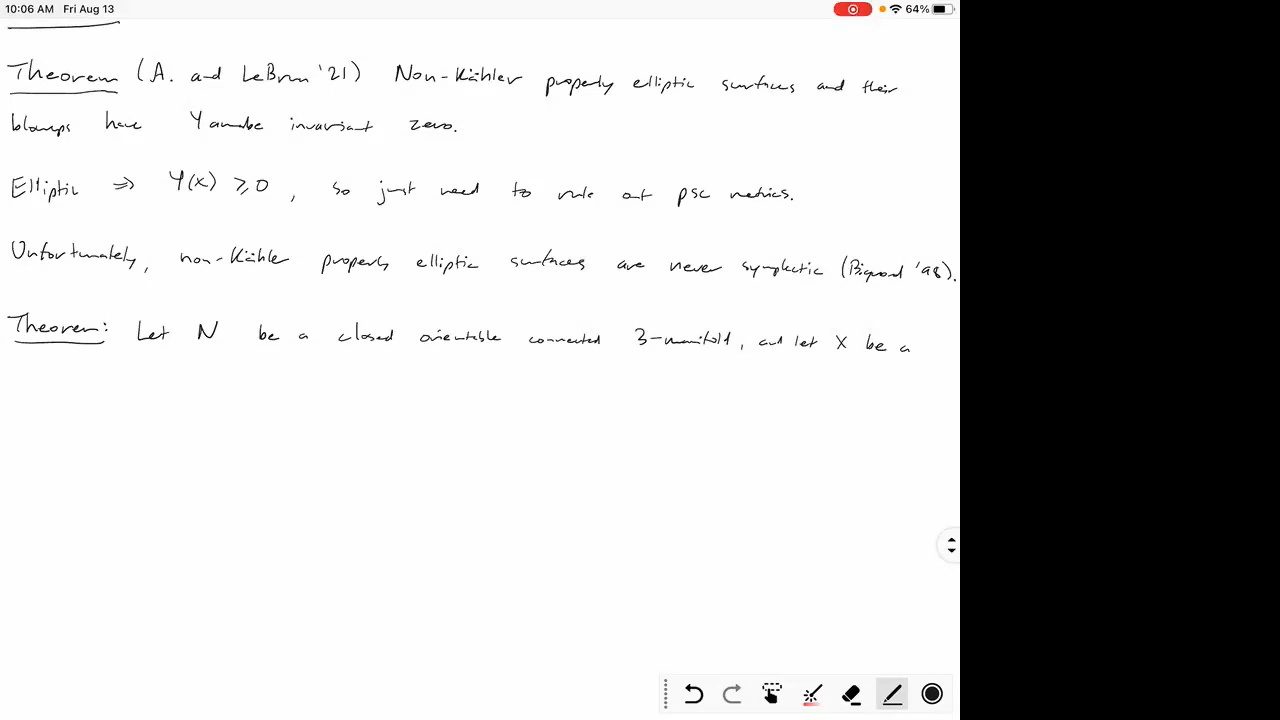 10:06 AM Fri Aug 13
64%
Theorem (A. and LeBrun '21) Non-Kähler properly elliptic surfaces and their
blowups have Yamabe invariant zero.
Elliptic ⇒ Y(X) ≥ 0, so just need to rule out psc metrics.
Unfortunately, non-Kähler properly elliptic surfaces are never symplectic (Biquard '98).
Theorem: Let N be a closed orientable connected 3-manifold, and let X be a